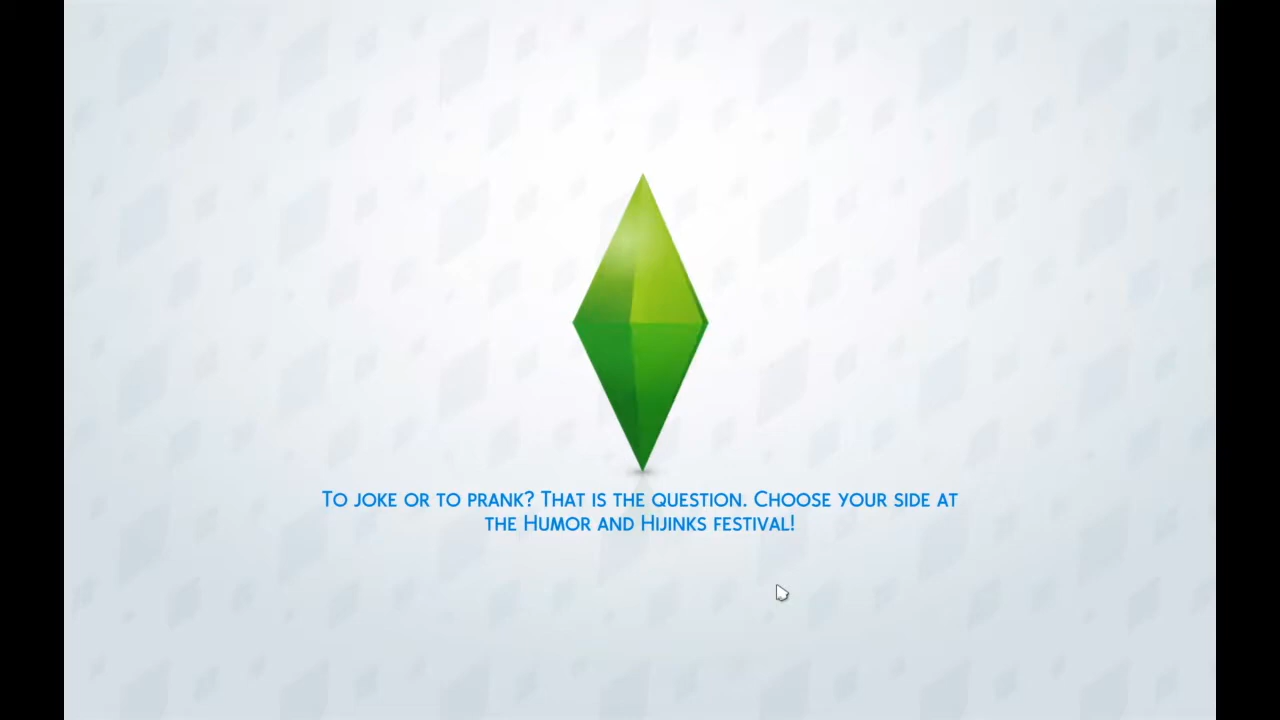 To joke or to prank? That is the question. Choose your side at
the Humor and Hijinks festival!